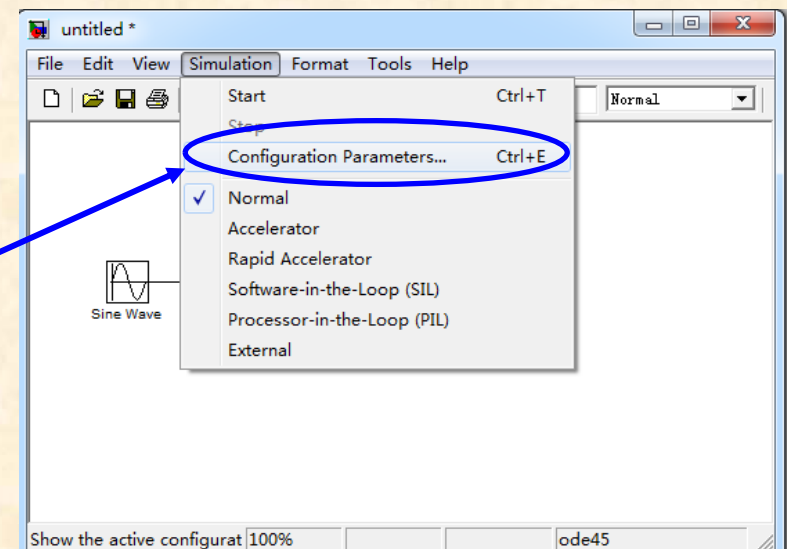 untitled *
File Edit View Simulation Format Tools Help
Start Ctrl+T
Normal
Stop
Configuration Parameters... Ctrl+E
Normal
Accelerator
Rapid Accelerator
Software-in-the-Loop (SIL)
Processor-in-the-Loop (PIL)
External
Sine Wave
Show the active configurat 100% ode45